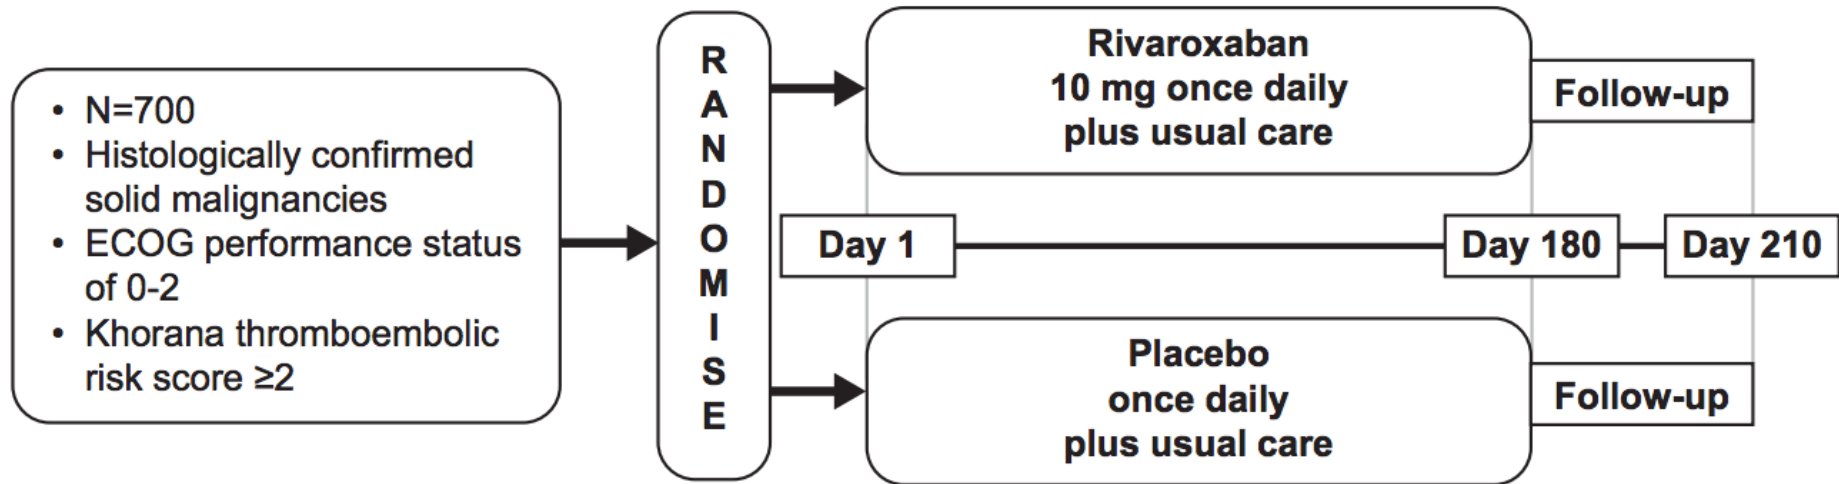 • N=700
• Histologically confirmed
solid malignancies
• ECOG performance status
of 0-2
• Khorana thromboembolic
risk score ≥2
RANDOMISE
Rivaroxaban
10 mg once daily
plus usual care
Follow-up
Day 1
Day 180
Day 210
Placebo
once daily
plus usual care
Follow-up